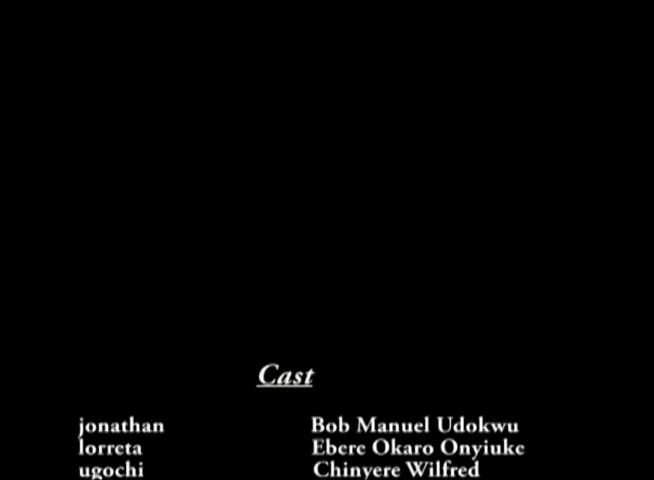 Cast
jonathan Bob Manuel Udokwu
lorreta Ebere Okaro Onyiuke
ugochi Chinyere Wilfred